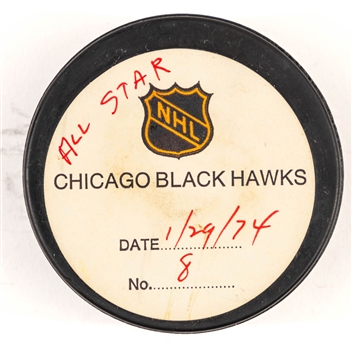 ALL STAR
NHL
CHICAGO BLACK HAWKS
DATE 1/29/74
No. 8